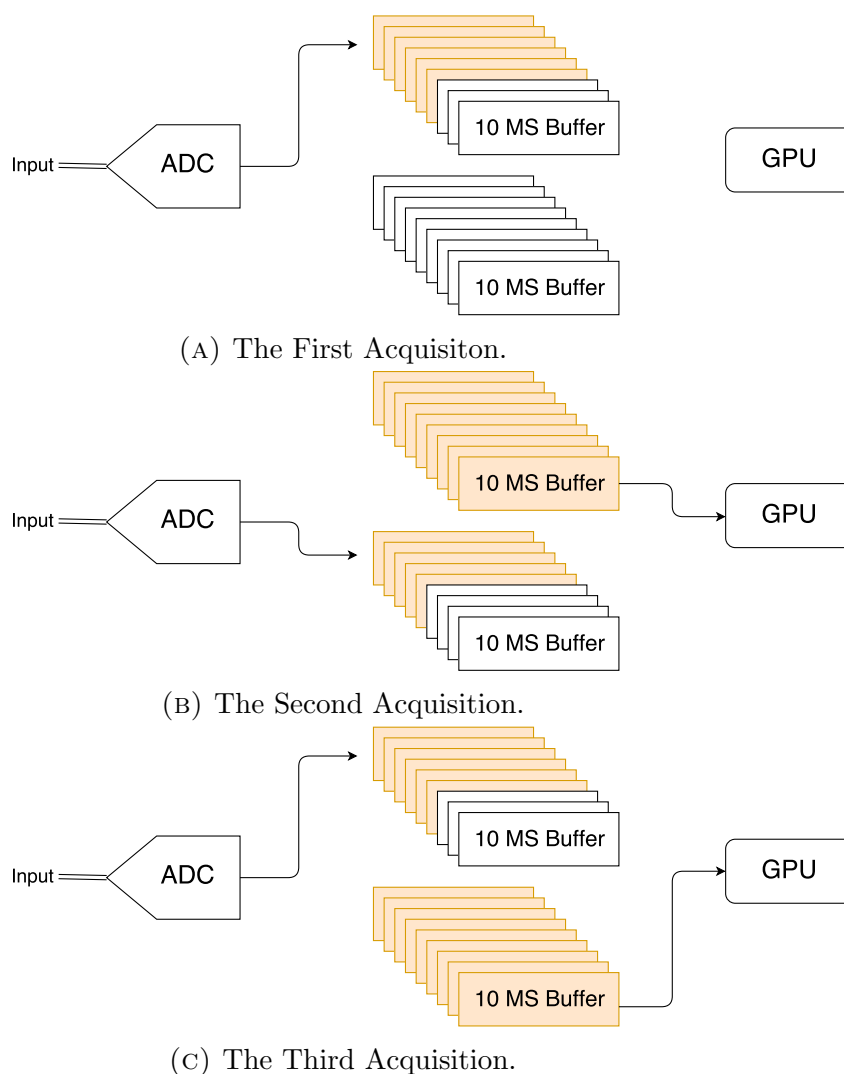 10 MS Buffer
Input
ADC
GPU
10 MS Buffer
(A) The First Acquisiton.
10 MS Buffer
Input
ADC
GPU
10 MS Buffer
(B) The Second Acquisition.
10 MS Buffer
Input
ADC
GPU
10 MS Buffer
(C) The Third Acquisition.